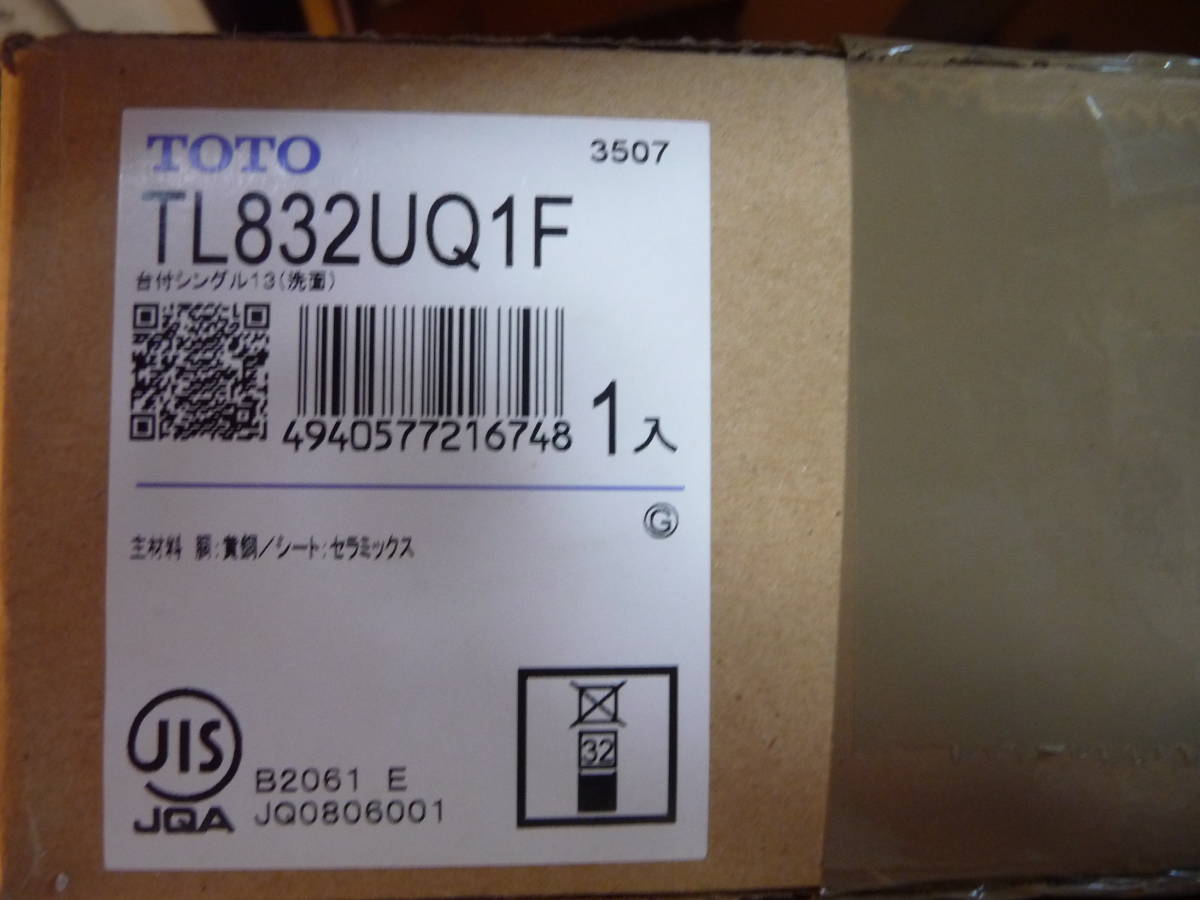 TOTO
3507
TL832UQ1F
台付シングル13(洗面)
4940577216748
1入
G
主材料 胴:黄銅/シート:セラミックス
JIS
JQA
B2061 E
JQ0806001
32